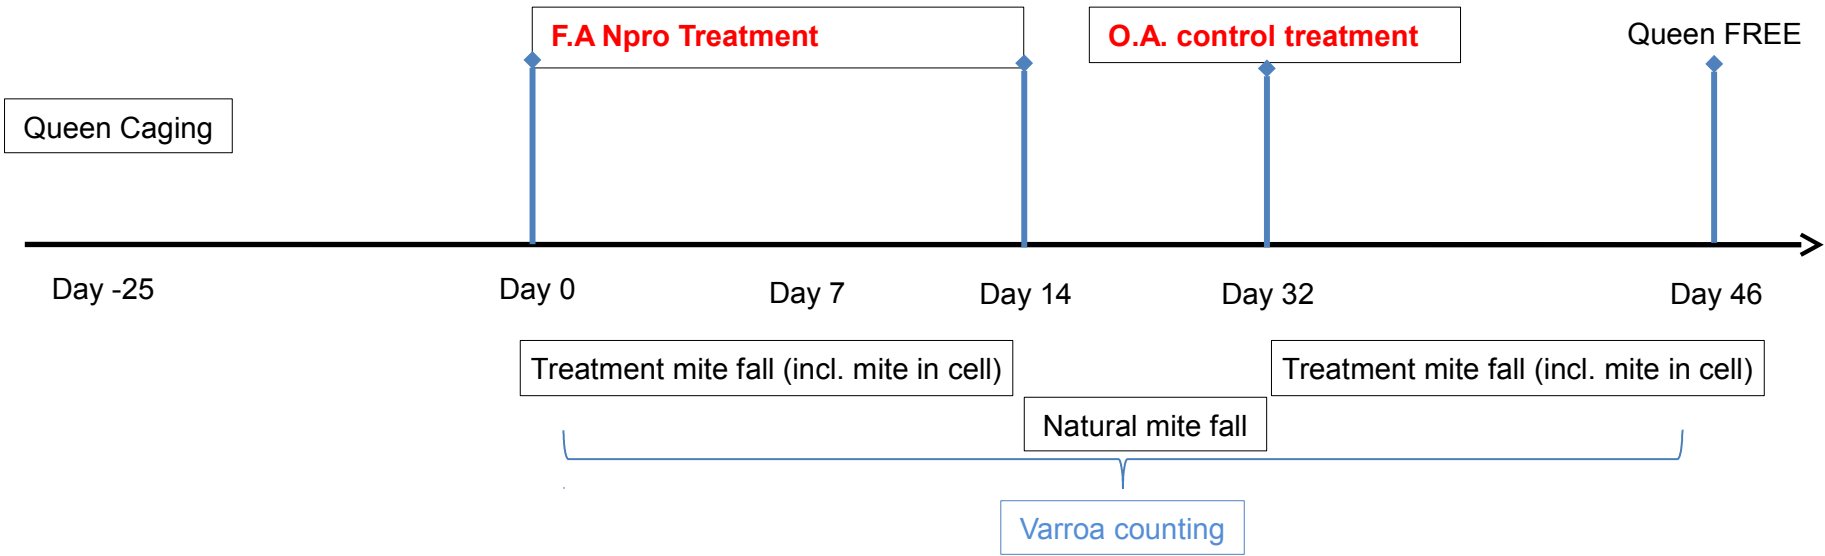 F.A Npro Treatment
O.A. control treatment
Queen FREE
Queen Caging
Day -25
Day 0
Day 7
Day 14
Day 32
Day 46
Treatment mite fall (incl. mite in cell)
Treatment mite fall (incl. mite in cell)
Natural mite fall
Varroa counting